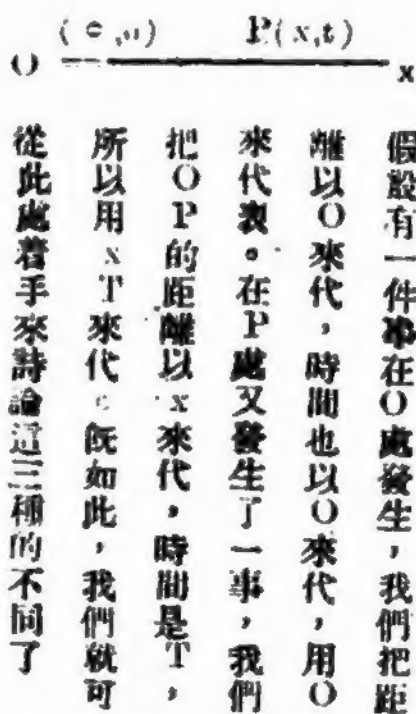 (o,o) P(x,t)
O x
假設有一件事在O處發生，我們把距
離以O來代，時間也以O來代，用O
來代表。在P處又發生了一事，我們
把OP的距離以x來代，時間是T，
所以用xT來代。既如此，我們就可
從此處着手來討論這三種的不同了